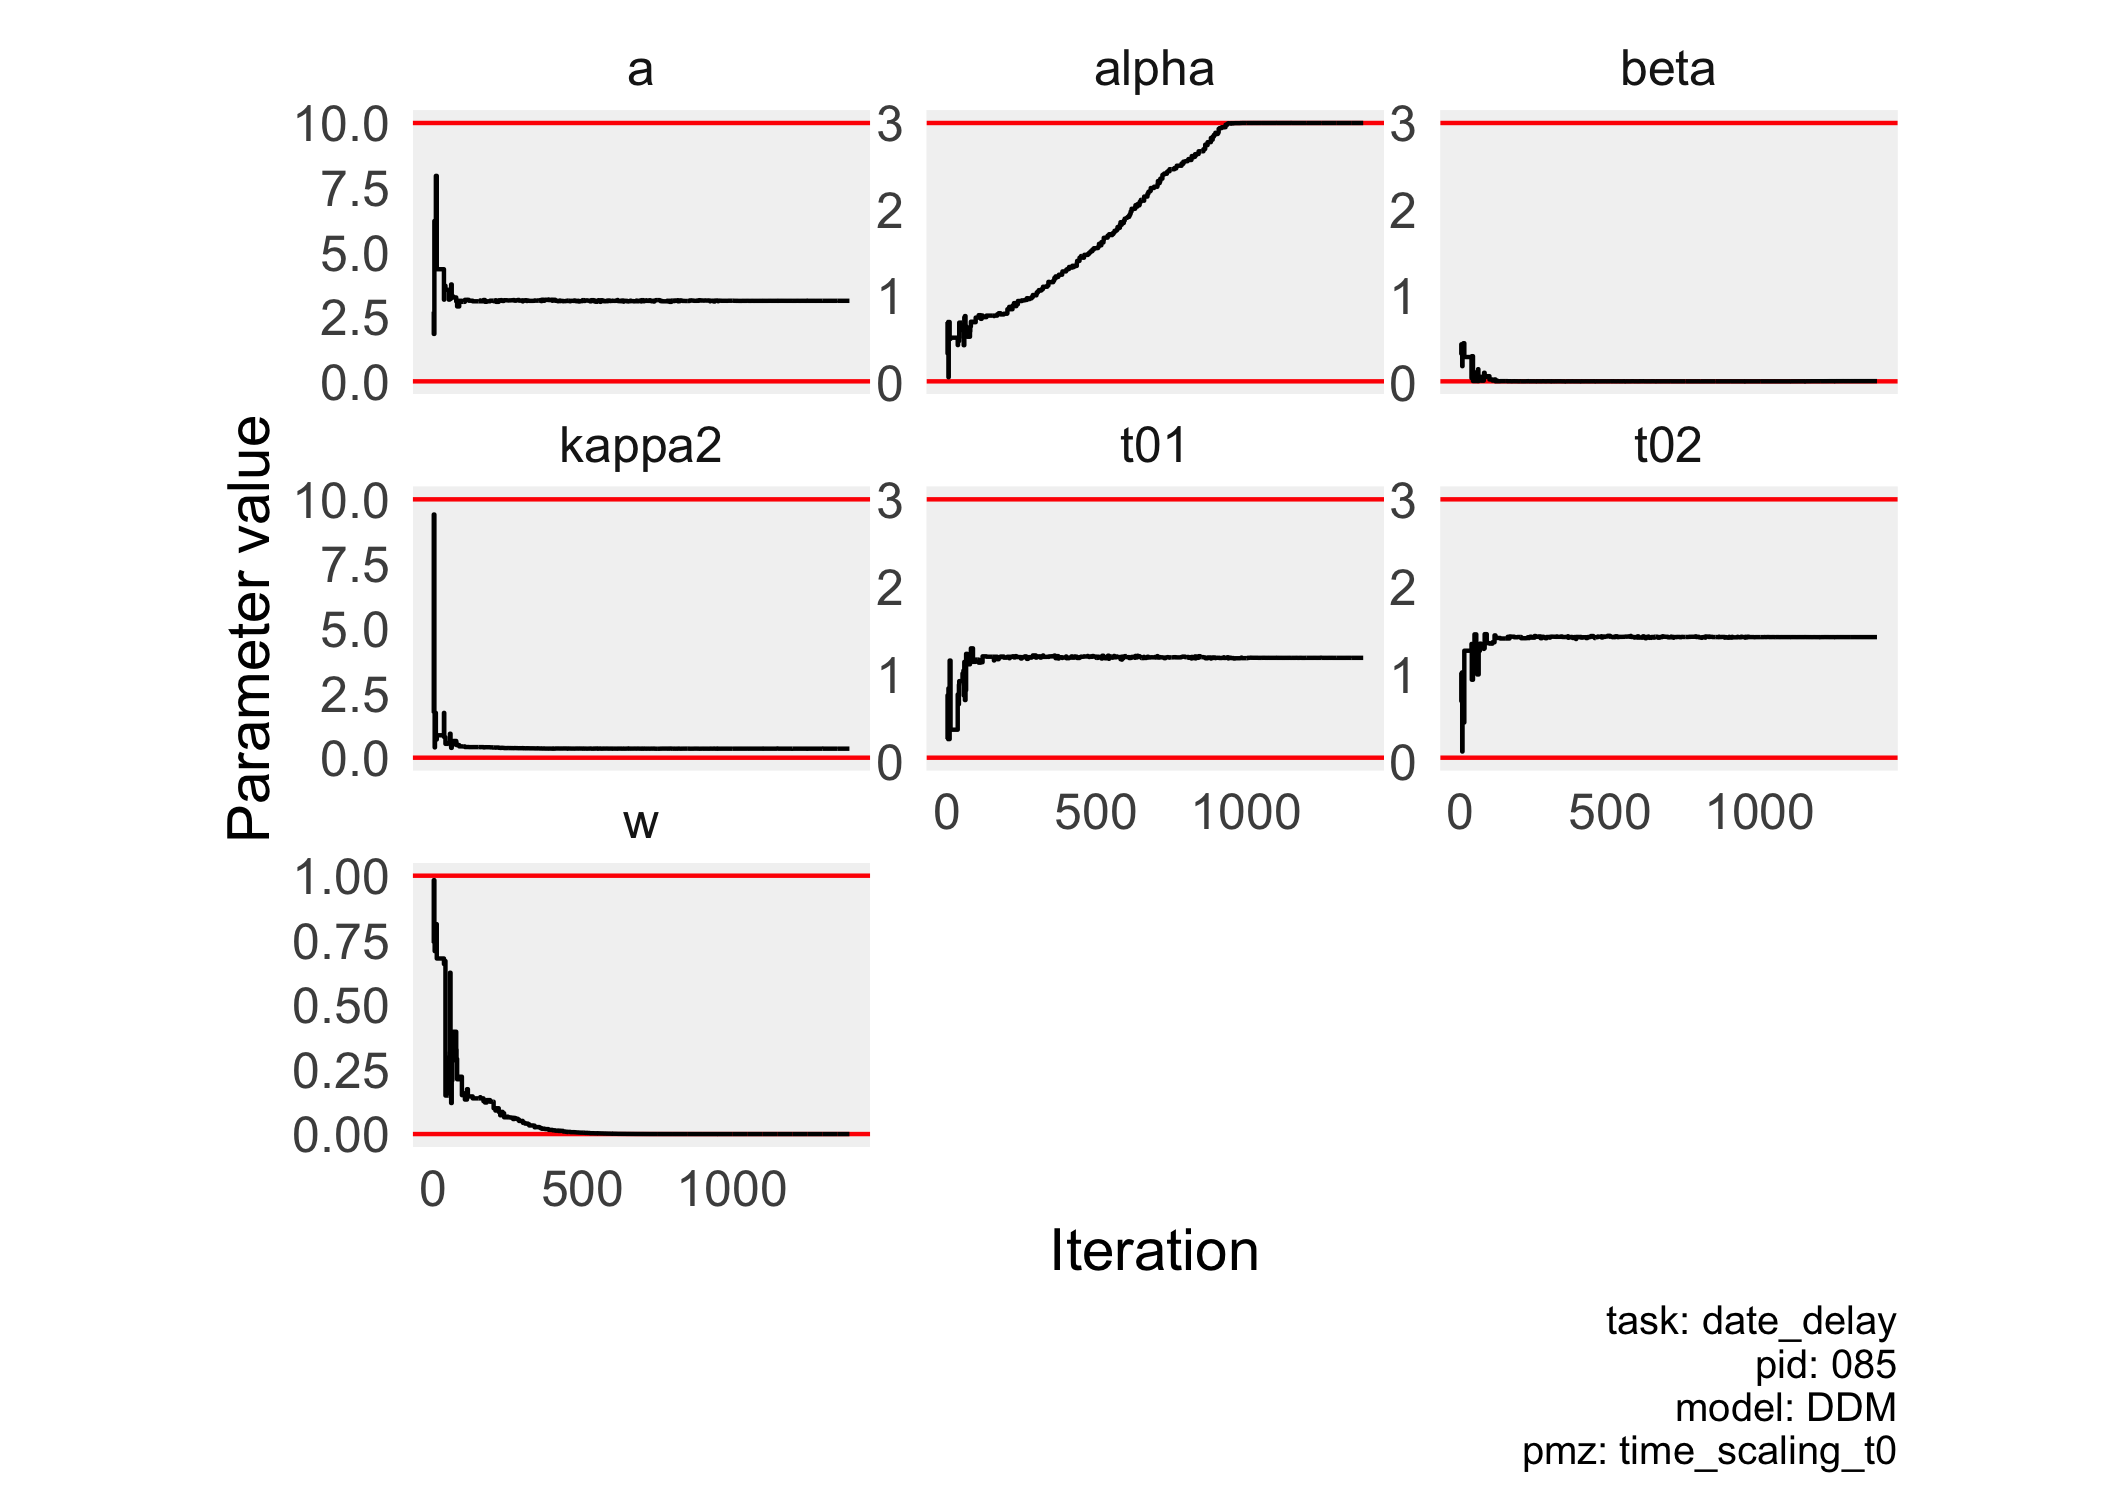 a
alpha
beta
10.0
7.5
5.0
2.5
0.0
3
2
1
0
3
2
1
0
kappa2
t01
t02
10.0
7.5
5.0
2.5
0.0
3
2
1
0
3
2
1
0
0 500 1000
0 500 1000
w
1.00
0.75
0.50
0.25
0.00
0 500 1000
Parameter value
Iteration
task: date_delay
pid: 085
model: DDM
pmz: time_scaling_t0